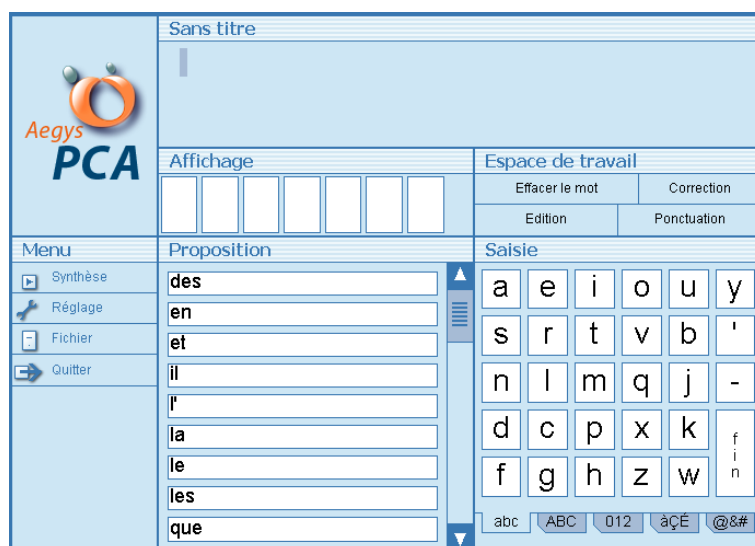 Sans titre
Aegys
PCA
Affichage
Espace de travail
Effacer le mot Correction
Edition Ponctuation
Menu
Synthèse
Réglage
Fichier
Quitter
Proposition
des
en
et
il
l'
la
le
les
que
Saisie
a e i o u y
s r t v b '
n l m q j -
d c p x k
f g h z w
fin
abc ABC 012 àÇÉ @&#